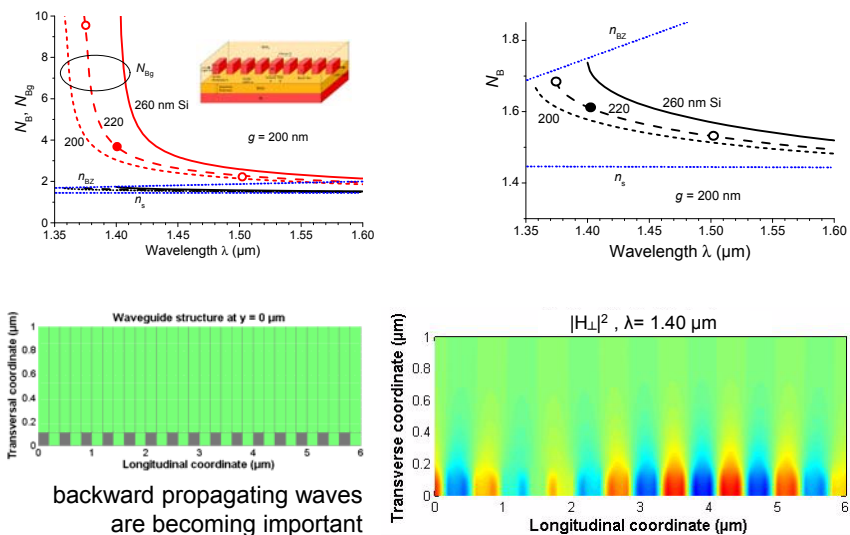 N_B, N_Bg
10
8
6
4
2
0
N_Bg
260 nm Si
220
200
g = 200 nm
n_BZ
n_s
1.35
1.40
1.45
1.50
1.55
1.60
Wavelength λ (µm)
N_B
1.8
1.6
1.4
n_BZ
260 nm Si
220
200
n_s
g = 200 nm
1.35
1.40
1.45
1.50
1.55
1.60
Wavelength λ (µm)
Waveguide structure at y = 0 µm
Transversal coordinate (µm)
1
0.8
0.6
0.4
0.2
0
0
1
2
3
4
5
6
Longitudinal coordinate (µm)
backward propagating waves
are becoming important
|H⊥|² , λ= 1.40 µm
Transverse coordinate (µm)
1
0.8
0.6
0.4
0.2
0
0
1
2
3
4
5
6
Longitudinal coordinate (µm)